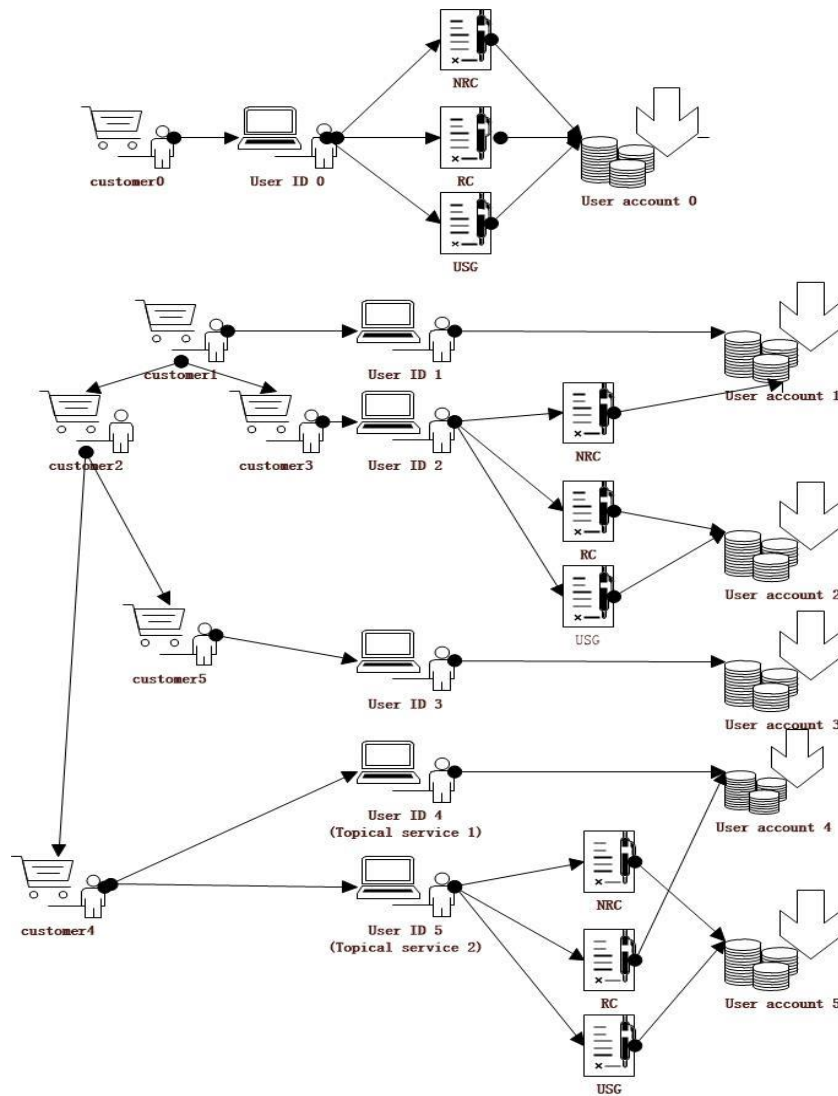 NRC
customer0
User ID 0
RC
User account 0
USG
customer1
User ID 1
User account 1
NRC
customer2
customer3
User ID 2
RC
User account 2
USG
customer5
User ID 3
User account 3
User ID 4
(Topical service 1)
User account 4
NRC
customer4
User ID 5
(Topical service 2)
RC
User account 5
USG